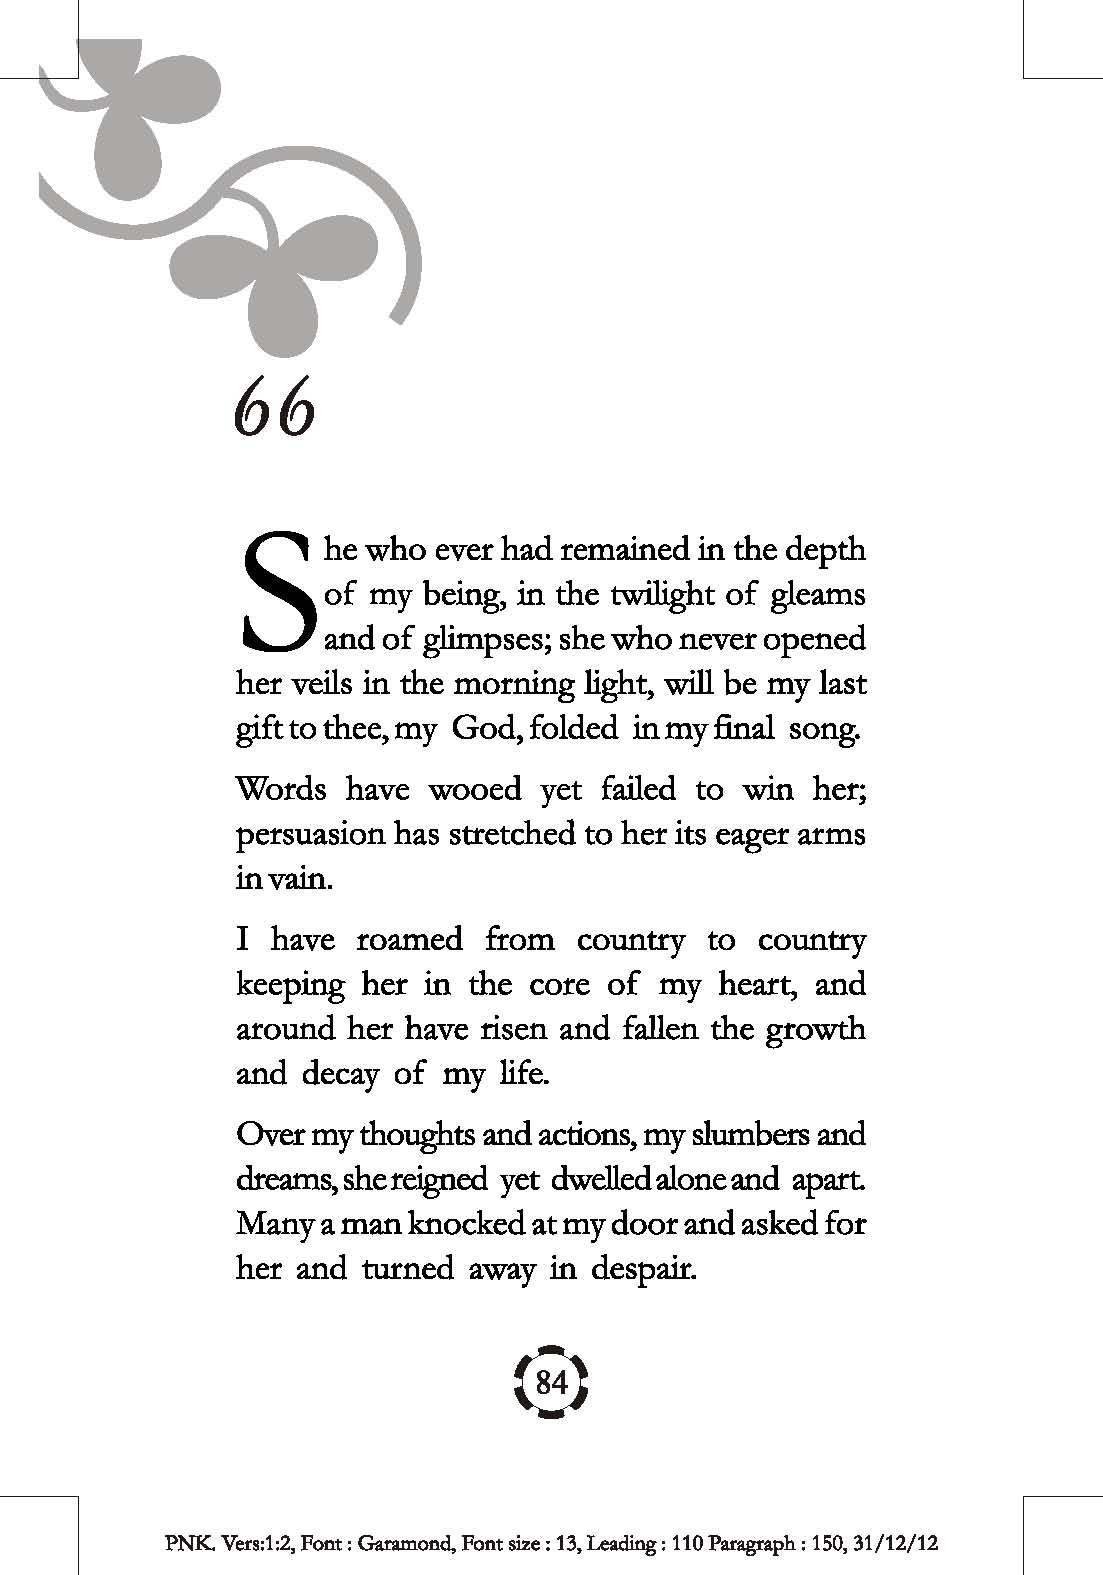 66
She who ever had remained in the depth
of my being, in the twilight of gleams
and of glimpses; she who never opened
her veils in the morning light, will be my last
gift to thee, my God, folded in my final song.
Words have wooed yet failed to win her;
persuasion has stretched to her its eager arms
in vain.
I have roamed from country to country
keeping her in the core of my heart, and
around her have risen and fallen the growth
and decay of my life.
Over my thoughts and actions, my slumbers and
dreams, she reigned yet dwelled alone and apart.
Many a man knocked at my door and asked for
her and turned away in despair.
84
PNK. Vers:1:2, Font : Garamond, Font size : 13, Leading : 110 Paragraph : 150, 31/12/12